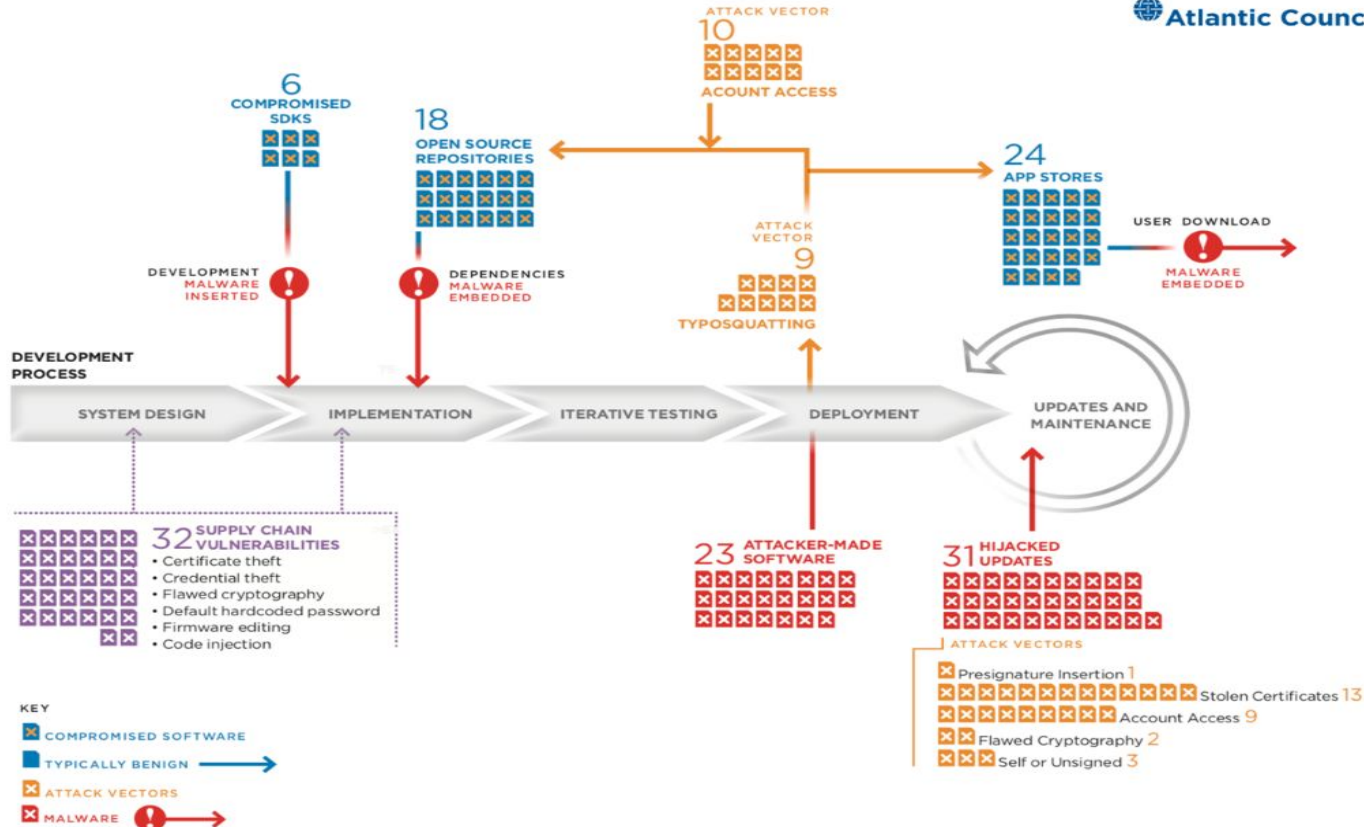 Atlantic Counc
ATTACK VECTOR
10
ACOUNT ACCESS
6
COMPROMISED
SDKS
18
OPEN SOURCE
REPOSITORIES
24
APP STORES
USER DOWNLOAD
MALWARE
EMBEDDED
ATTACK
VECTOR
9
TYPOSQUATTING
DEVELOPMENT
MALWARE
INSERTED
DEPENDENCIES
MALWARE
EMBEDDED
DEVELOPMENT
PROCESS
SYSTEM DESIGN
IMPLEMENTATION
ITERATIVE TESTING
DEPLOYMENT
UPDATES AND
MAINTENANCE
32 SUPPLY CHAIN
VULNERABILITIES
• Certificate theft
• Credential theft
• Flawed cryptography
• Default hardcoded password
• Firmware editing
• Code injection
23 ATTACKER-MADE
SOFTWARE
31 HIJACKED
UPDATES
ATTACK VECTORS
Presignature Insertion 1
Stolen Certificates 13
Account Access 9
Flawed Cryptography 2
Self or Unsigned 3
KEY
COMPROMISED SOFTWARE
TYPICALLY BENIGN
ATTACK VECTORS
MALWARE